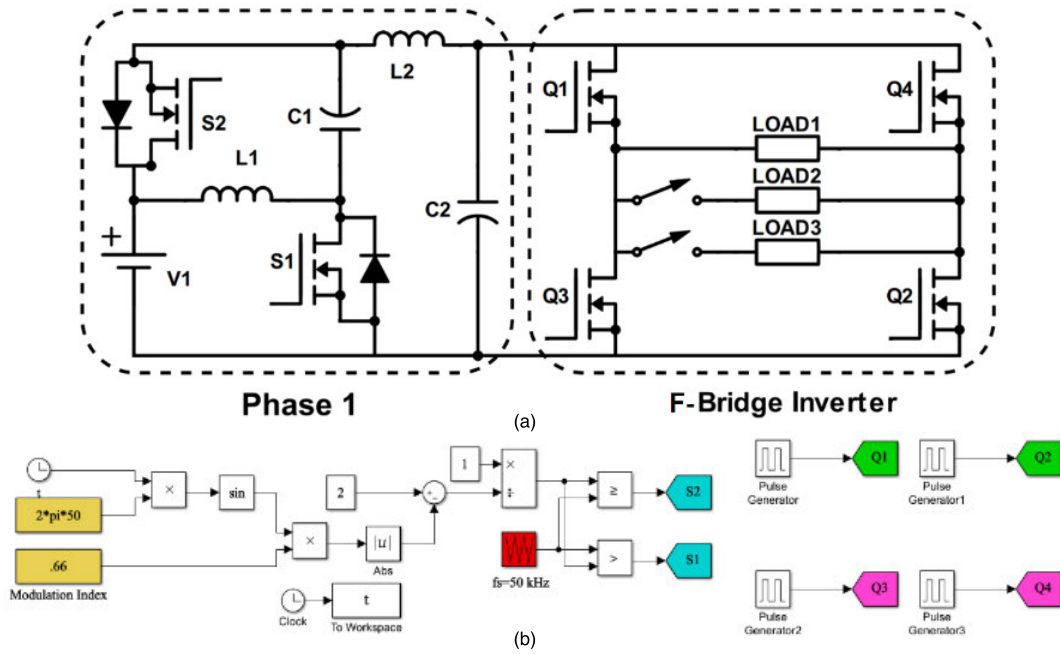 L2
Q1
Q4
S2
C1
LOAD1
L1
LOAD2
C2
LOAD3
+
S1
V1
Q3
Q2
Phase 1
F-Bridge Inverter
(a)
t
×
sin
2*pi*50
.66
Modulation Index
×
|u|
Abs
Clock
t
To Workspace
2
+
-
1
×
÷
fs=50 kHz
≥
S2
>
S1
Pulse
Generator
Q1
Pulse
Generator1
Q2
Pulse
Generator2
Q3
Pulse
Generator3
Q4
(b)